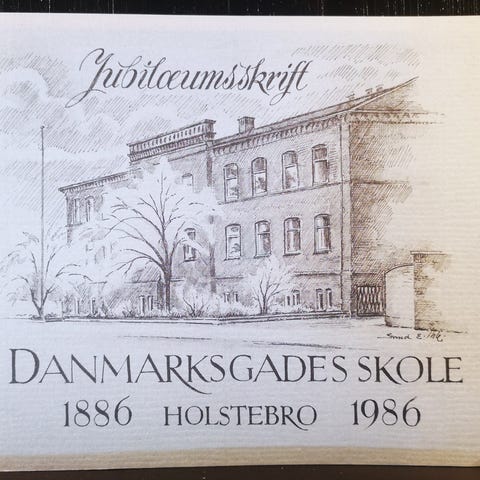 Jubilæumsskrift
DANMARKSGADES SKOLE
1886 HOLSTEBRO 1986